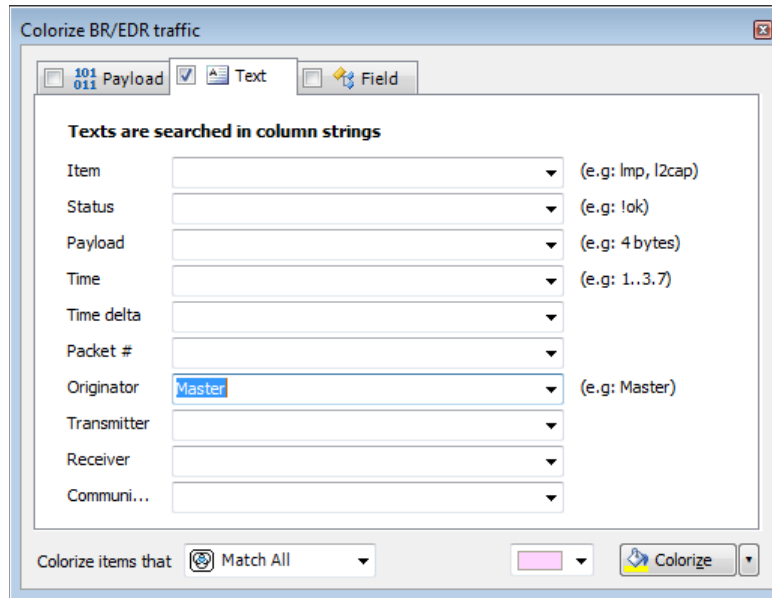 Colorize BR/EDR traffic
101 011 Payload A Text Field
Texts are searched in column strings
Item (e.g: lmp, l2cap)
Status (e.g: !ok)
Payload (e.g: 4 bytes)
Time (e.g: 1..3.7)
Time delta
Packet #
Originator Master (e.g: Master)
Transmitter
Receiver
Communi...
Colorize items that Match All Colorize